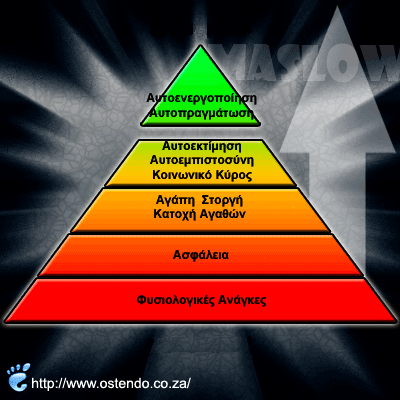 MASLOW
Αυτοενεργοποίηση
Αυτοπραγμάτωση
Αυτοεκτίμηση
Αυτοεμπιστοσύνη
Κοινωνικό Κύρος
Αγάπη Στοργή
Κατοχή Αγαθών
Ασφάλεια
Φυσιολογικές Ανάγκες
http://www.ostendo.co.za/